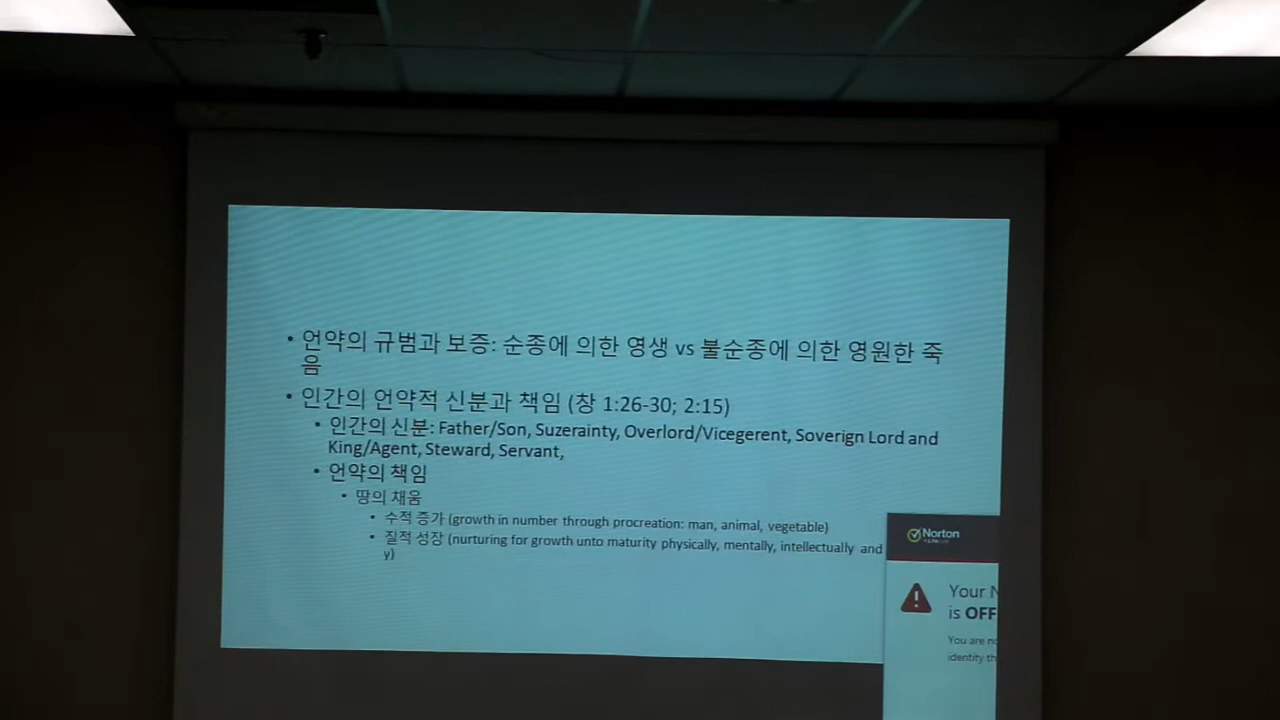 • 언약의 규범과 보증: 순종에 의한 영생 vs 불순종에 의한 영원한 죽
음
• 인간의 언약적 신분과 책임 (창 1:26-30; 2:15)
• 인간의 신분: Father/Son, Suzerainty, Overlord/Vicegerent, Soverign Lord and
King/Agent, Steward, Servant,
• 언약의 책임
• 땅의 채움
• 수적 증가 (growth in number through procreation: man, animal, vegetable)
• 질적 성장 (nurturing for growth unto maturity physically, mentally, intellectually and
y)
Norton
Your N
is OFF
You are no
identity th